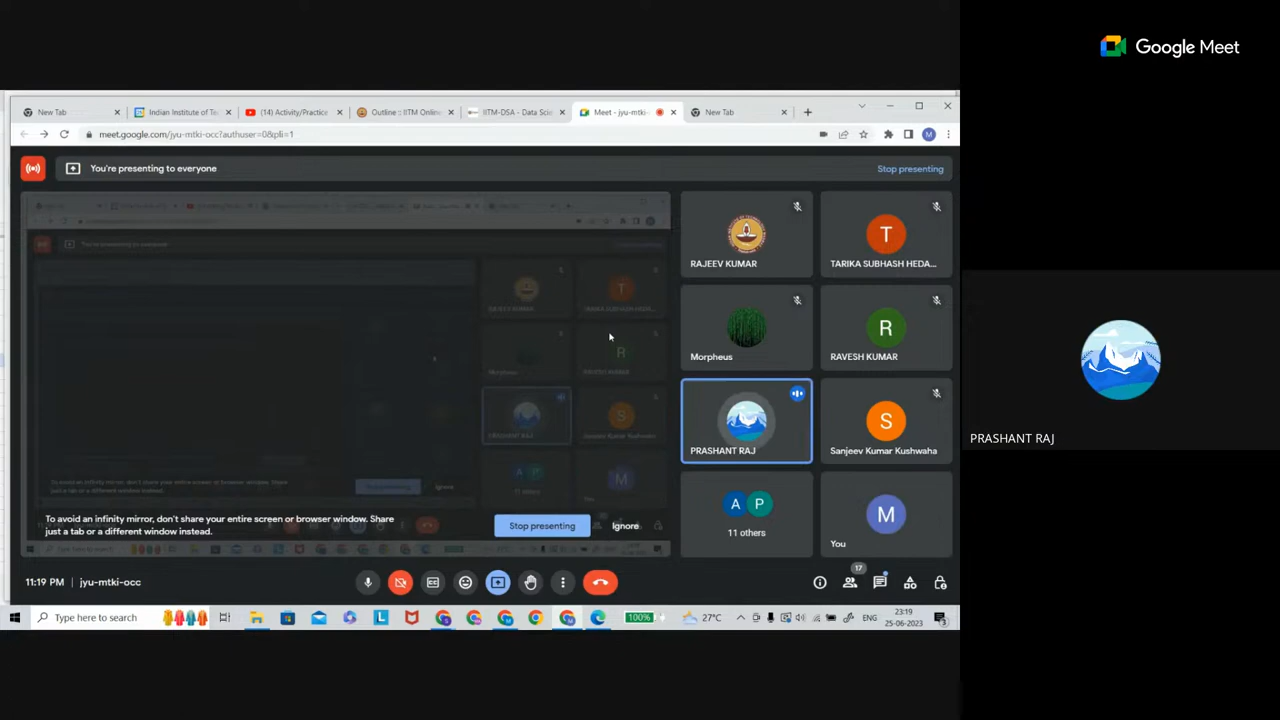 Google Meet
New Tab
Indian Institute of Te
(14) Activity/Practice
Outline :: IITM Online
IITM-DSA - Data Scie
Meet - jyu-mtki-
New Tab
meet.google.com/jyu-mtki-occ?authuser=0&pli=1
M
You're presenting to everyone
Stop presenting
RAJEEV KUMAR
T
TARIKA SUBHASH HEDA...
Morpheus
R
RAVESH KUMAR
PRASHANT RAJ
S
Sanjeev Kumar Kushwaha
PRASHANT RAJ
To avoid an infinity mirror, don't share your entire screen or browser window. Share
just a tab or a different window instead.
Stop presenting
Ignore
A P
11 others
M
You
11:19 PM | jyu-mtki-occ
17
Type here to search
100%
27°C
ENG
23:19
25-06-2023